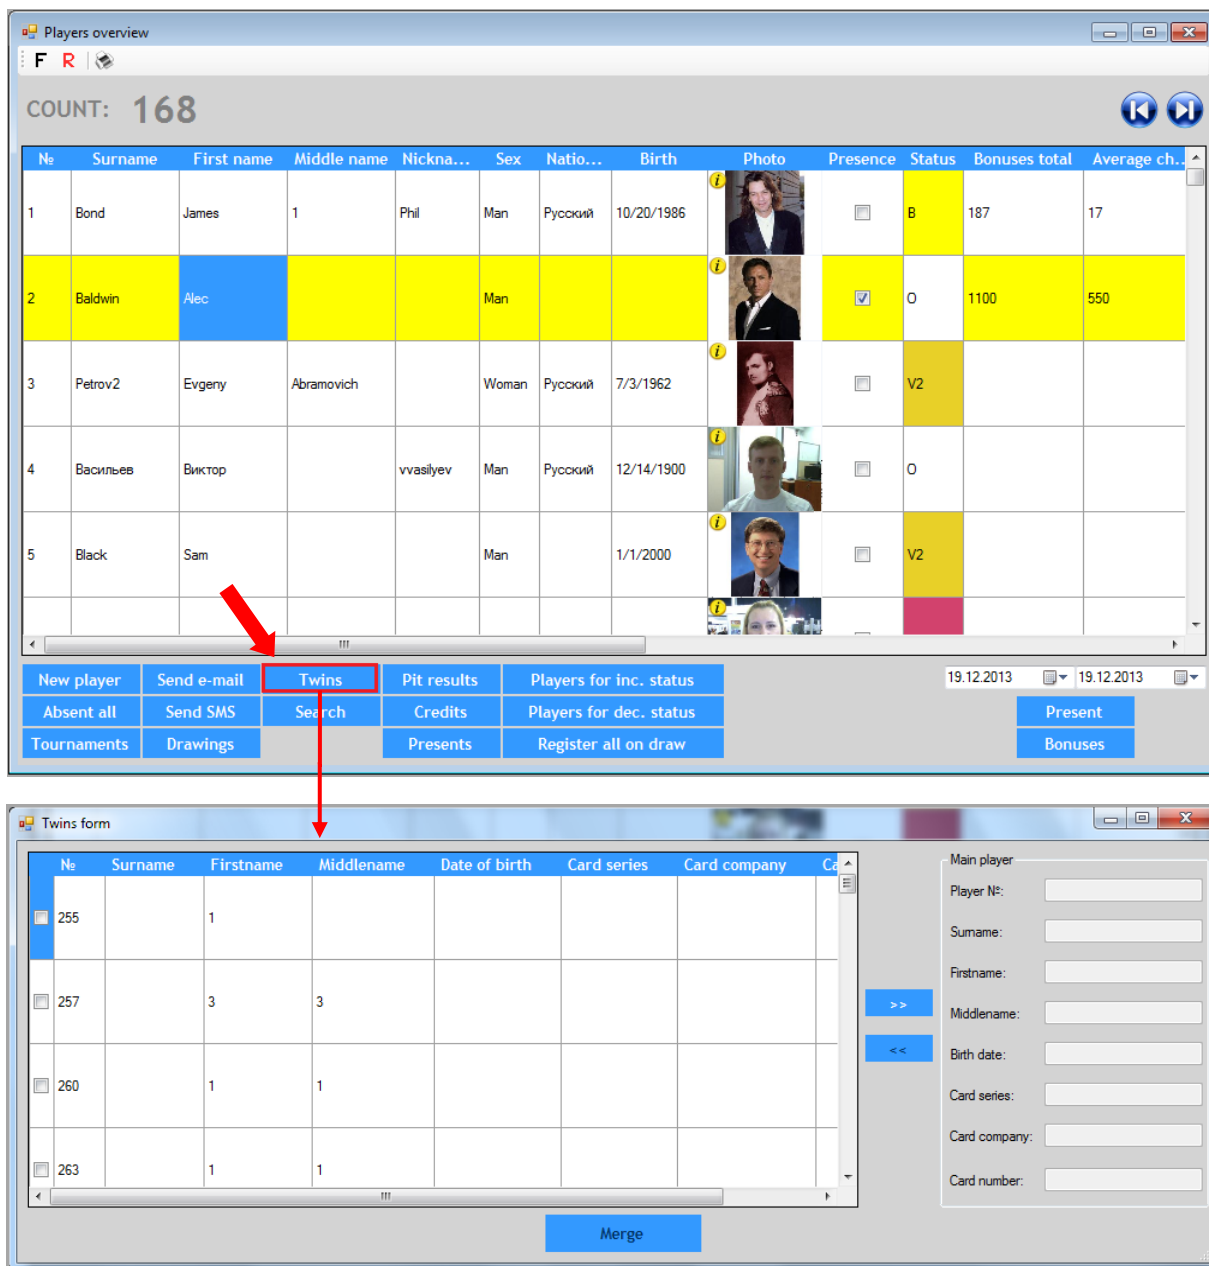 Players overview
F R
COUNT: 168
№ Surname First name Middle name Nickna... Sex Natio... Birth Photo Presence Status Bonuses total Average ch..
1 Bond James 1 Phil Man Русский 10/20/1986 i B 187 17
2 Baldwin Alec Man i O 1100 550
3 Petrov2 Evgeny Abramovich Woman Русский 7/3/1962 i V2
4 Васильев Виктор vvasilyev Man Русский 12/14/1900 i O
5 Black Sam Man 1/1/2000 i V2
i
New player Send e-mail Twins Pit results Players for inc. status 19.12.2013 19.12.2013
Absent all Send SMS Search Credits Players for dec. status Present
Tournaments Drawings Presents Register all on draw Bonuses
Twins form
№ Surname Firstname Middlename Date of birth Card series Card company Ca
255 1
257 3 3
260 1 1
263 1 1
>>
<<
Main player
Player Nº:
Surname:
Firstname:
Middlename:
Birth date:
Card series:
Card company:
Card number:
Merge